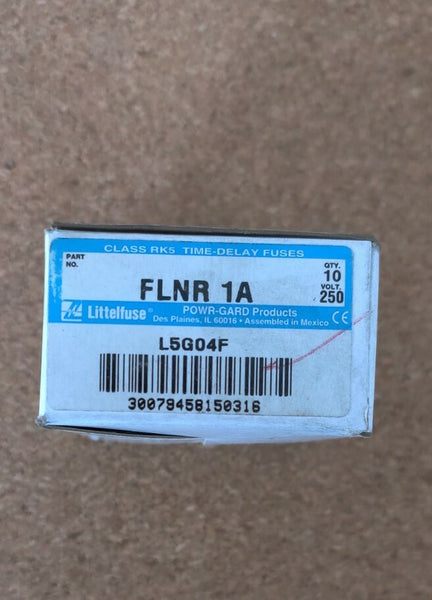 CLASS RK5 TIME-DELAY FUSES
PART NO.
FLNR 1A
QTY.
10
VOLT.
250
Littelfuse®
POWR-GARD Products
Des Plaines, IL 60016 • Assembled in Mexico
CE
L5G04F
30079458150316